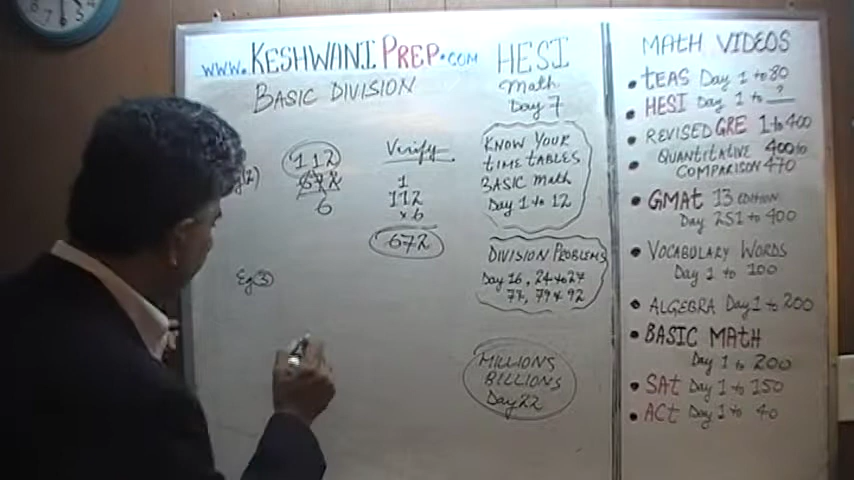 www.KESHWANIPREP.com
BASIC DIVISION
112
672
6
Verify
1
112
x 6
672
Eg(3)
HESI
Math
Day 7
KNOW YOUR
TIME TABLES
BASIC Math
Day 1 to 12
DIVISION PROBLEMS
Day 16, 24 to 27
77, 79 & 92
MILLIONS
BILLIONS
Day 22
MATH VIDEOS
• TEAS Day 1 to 80
• HESI Day 1 to ?
• REVISED GRE 1 to 400
• QUANTITATIVE 400 to
COMPARISON 470
• GMAT 13 EDITION
Day 251 to 400
• VOCABULARY WORDS
Day 1 to 100
• ALGEBRA Day 1 to 200
• BASIC MATH
Day 1 to 200
• SAT Day 1 to 150
• ACT Day 1 to 40